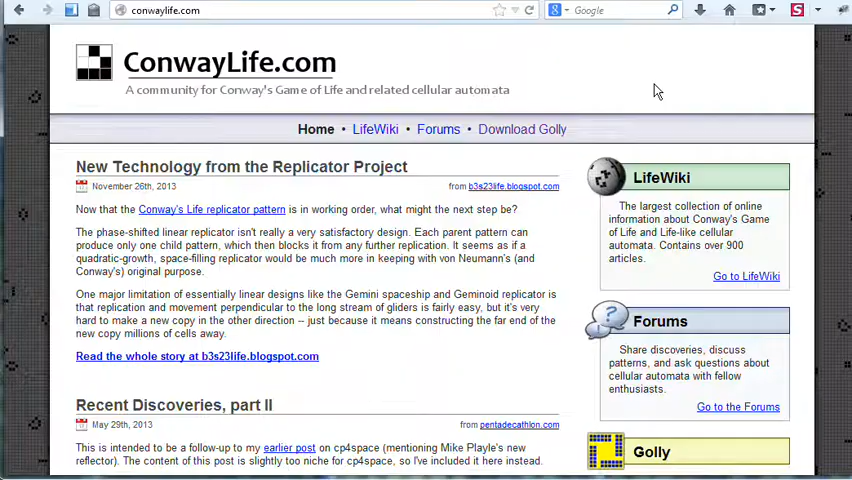 conwaylife.com
Google
ConwayLife.com
A community for Conway's Game of Life and related cellular automata
Home • LifeWiki • Forums • Download Golly
New Technology from the Replicator Project
November 26th, 2013 from b3s23life.blogspot.com
Now that the Conway's Life replicator pattern is in working order, what might the next step be?
The phase-shifted linear replicator isn't really a very satisfactory design. Each parent pattern can
produce only one child pattern, which then blocks it from any further replication. It seems as if a
quadratic-growth, space-filling replicator would be much more in keeping with von Neumann's (and
Conway's) original purpose.
One major limitation of essentially linear designs like the Gemini spaceship and Geminoid replicator is
that replication and movement perpendicular to the long stream of gliders is fairly easy, but it's very
hard to make a new copy in the other direction – just because it means constructing the far end of the
new copy millions of cells away.
Read the whole story at b3s23life.blogspot.com
Recent Discoveries, part II
May 29th, 2013 from pentadecathlon.com
This is intended to be a follow-up to my earlier post on cp4space (mentioning Mike Playle's new
reflector). The content of this post is slightly too niche for cp4space, so I've included it here instead.
LifeWiki
The largest collection of online
information about Conway's Game
of Life and Life-like cellular
automata. Contains over 900
articles.
Go to LifeWiki
Forums
Share discoveries, discuss
patterns, and ask questions about
cellular automata with fellow
enthusiasts.
Go to the Forums
Golly